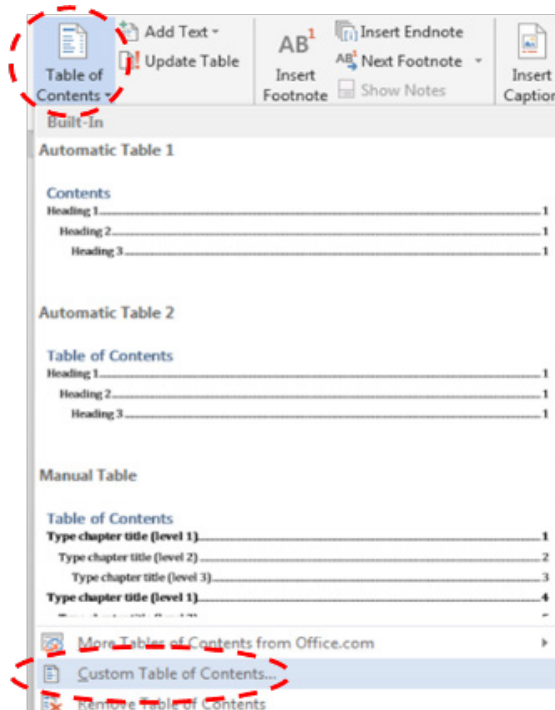 Table of
Contents
Add Text
Update Table
AB1
Insert
Footnote
Insert Endnote
AB1 Next Footnote
Show Notes
Insert
Caption
Built-In
Automatic Table 1
Contents
Heading 1 1
Heading 2 1
Heading 3 1
Automatic Table 2
Table of Contents
Heading 1 1
Heading 2 1
Heading 3 1
Manual Table
Table of Contents
Type chapter title (level 1) 1
Type chapter title (level 2) 2
Type chapter title (level 3) 3
Type chapter title (level 1) 4
More Tables of Contents from Office.com
Custom Table of Contents...
Remove Table of Contents